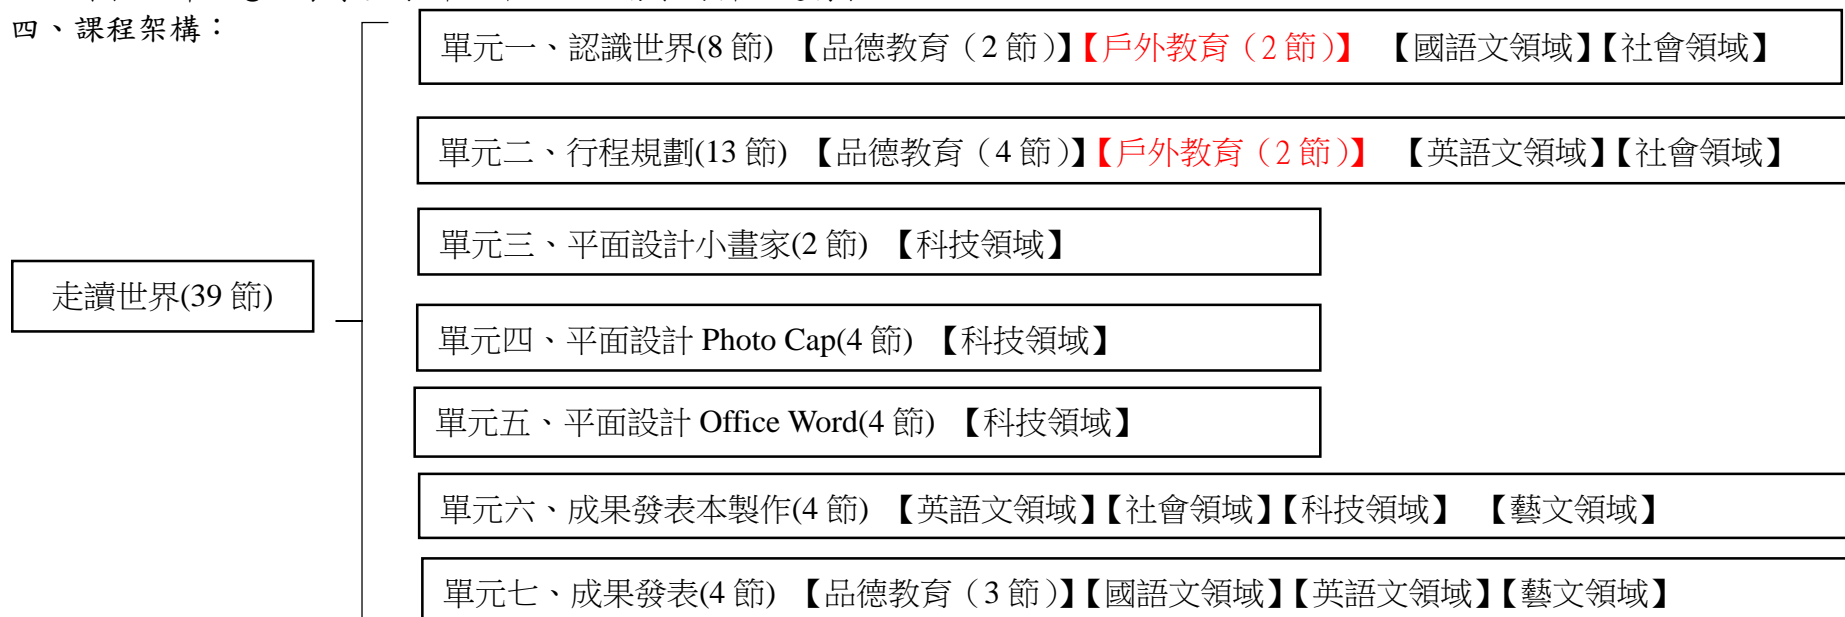 四、課程架構：
單元一、認識世界(8 節) 【品德教育（2 節）】【戶外教育（2 節）】 【國語文領域】【社會領域】
單元二、行程規劃(13 節) 【品德教育（4 節）】【戶外教育（2 節）】 【英語文領域】【社會領域】
單元三、平面設計小畫家(2 節) 【科技領域】
走讀世界(39 節)
單元四、平面設計 Photo Cap(4 節) 【科技領域】
單元五、平面設計 Office Word(4 節) 【科技領域】
單元六、成果發表本製作(4 節) 【英語文領域】【社會領域】【科技領域】 【藝文領域】
單元七、成果發表(4 節) 【品德教育（3 節）】【國語文領域】【英語文領域】【藝文領域】